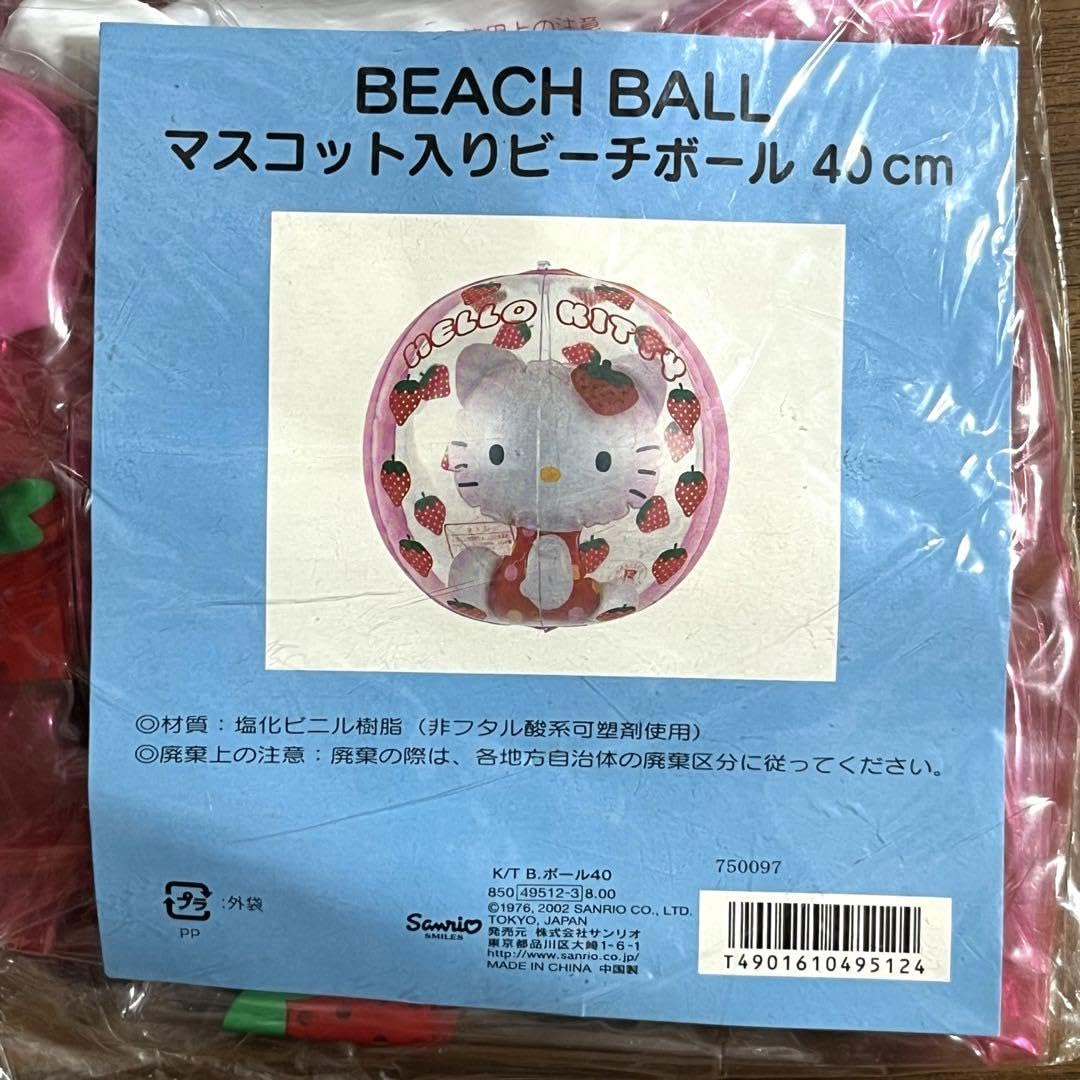 使用上の注意
BEACH BALL
マスコット入りビーチボール 40cm
HELLO KITTY
◎材質：塩化ビニル樹脂（非フタル酸系可塑剤使用）
◎廃棄上の注意：廃棄の際は、各地方自治体の廃棄区分に従ってください。
K/T B.ボール40
850 49512-3 8.00
©1976, 2002 SANRIO CO., LTD.
TOKYO, JAPAN
発売元 株式会社サンリオ
東京都品川区大崎1-6-1
http://www.sanrio.co.jp/
MADE IN CHINA 中国製
プラ :外袋
PP
Sanrio
SMILES
750097
T4901610495124